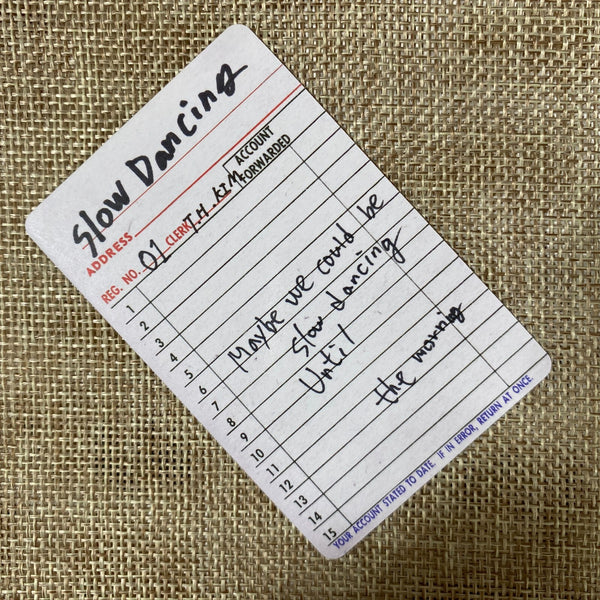 Slow Dancing
ADDRESS
REG. NO. 01 CLERK TH KIM ACCOUNT FORWARDED
1
2
3
4
5
6 Maybe we could be
7 Slow dancing
8 Until
9
10 the morning
11
12
13
14
15
YOUR ACCOUNT STATED TO DATE. IF IN ERROR, RETURN AT ONCE